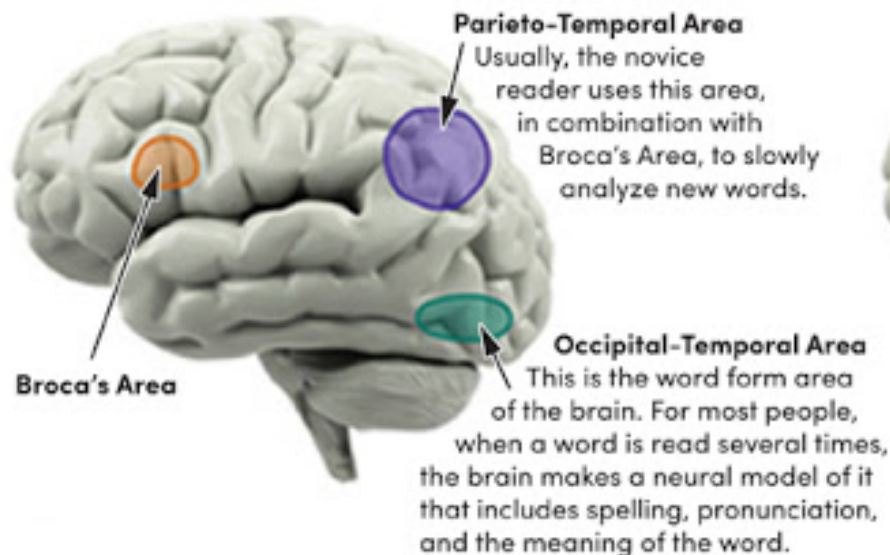 Parieto-Temporal Area
Usually, the novice
reader uses this area,
in combination with
Broca's Area, to slowly
analyze new words.
Broca's Area
Occipital-Temporal Area
This is the word form area
of the brain. For most people,
when a word is read several times,
the brain makes a neural model of it
that includes spelling, pronunciation,
and the meaning of the word.